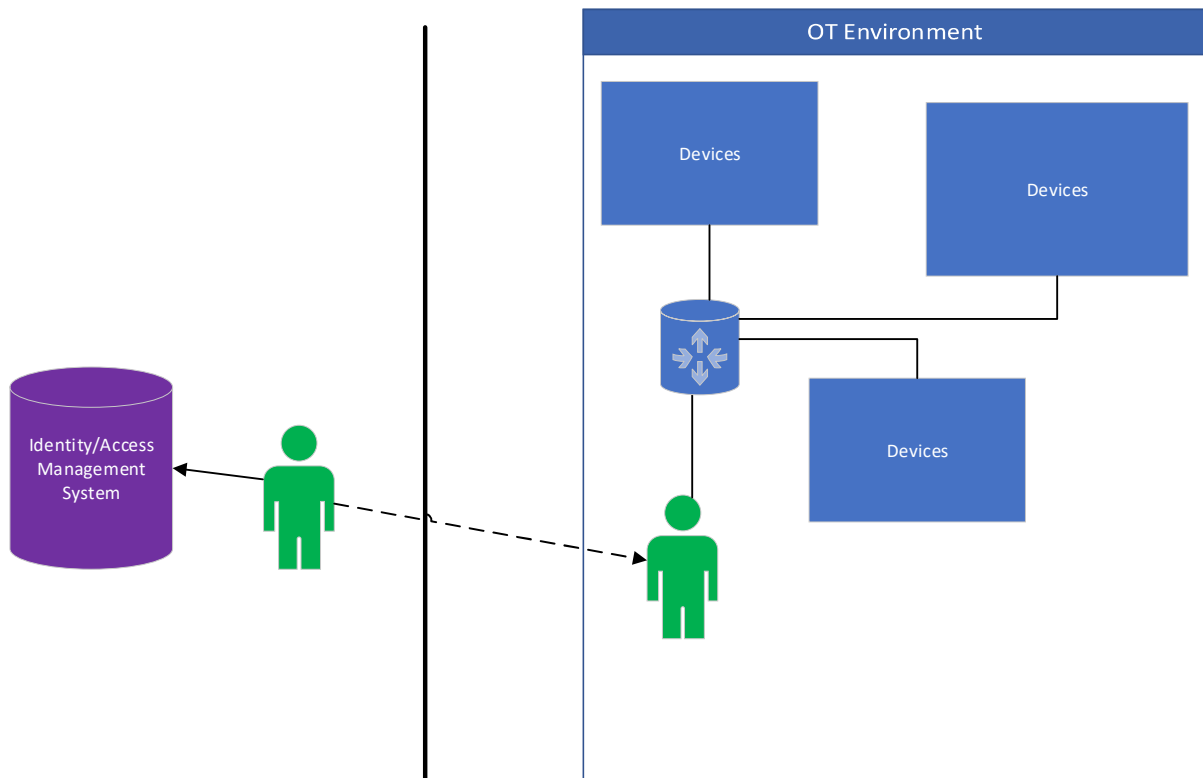 OT Environment
Devices
Devices
Identity/Access
Management
System
Devices